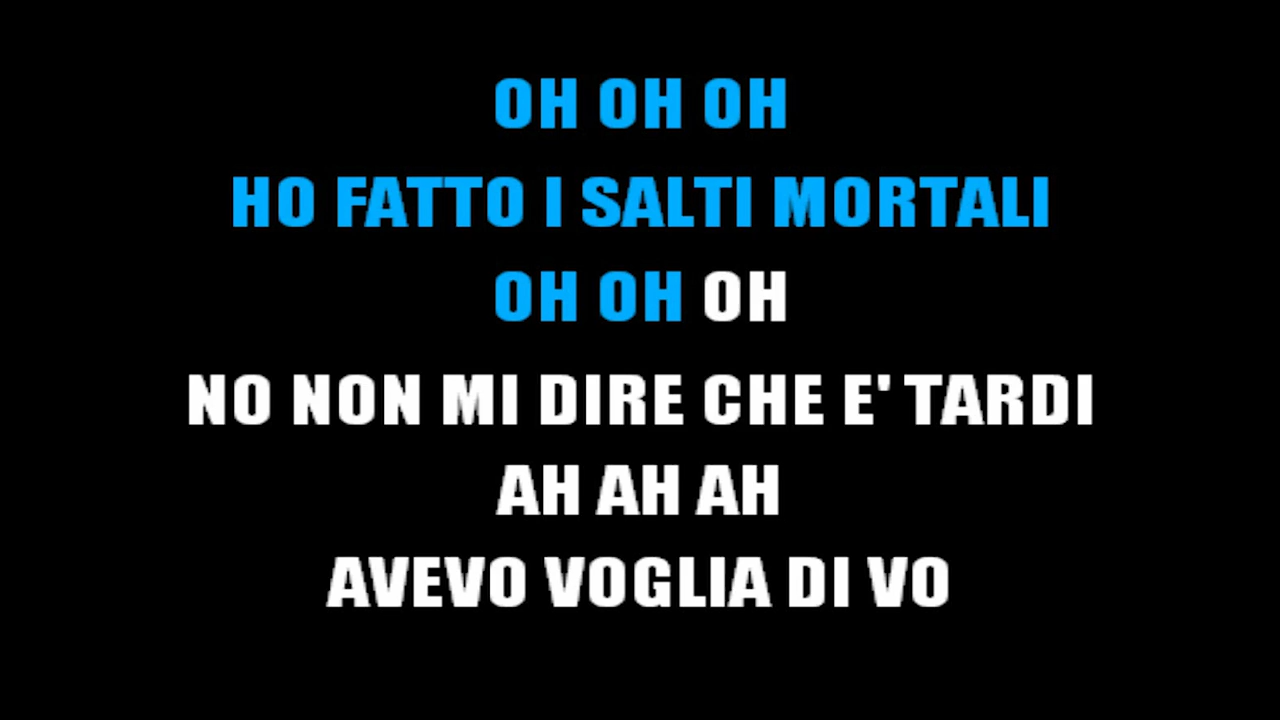 OH OH OH
HO FATTO I SALTI MORTALI
OH OH OH
NO NON MI DIRE CHE E' TARDI
AH AH AH
AVEVO VOGLIA DI VO